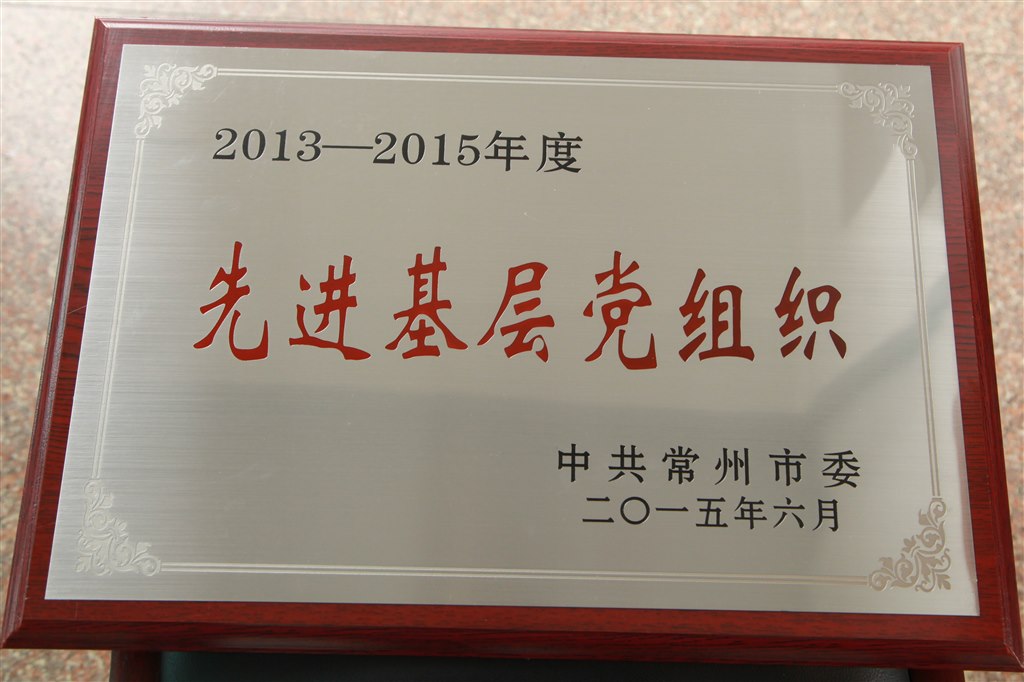 2013—2015年度
先进基层党组织
中共常州市委
二〇一五年六月